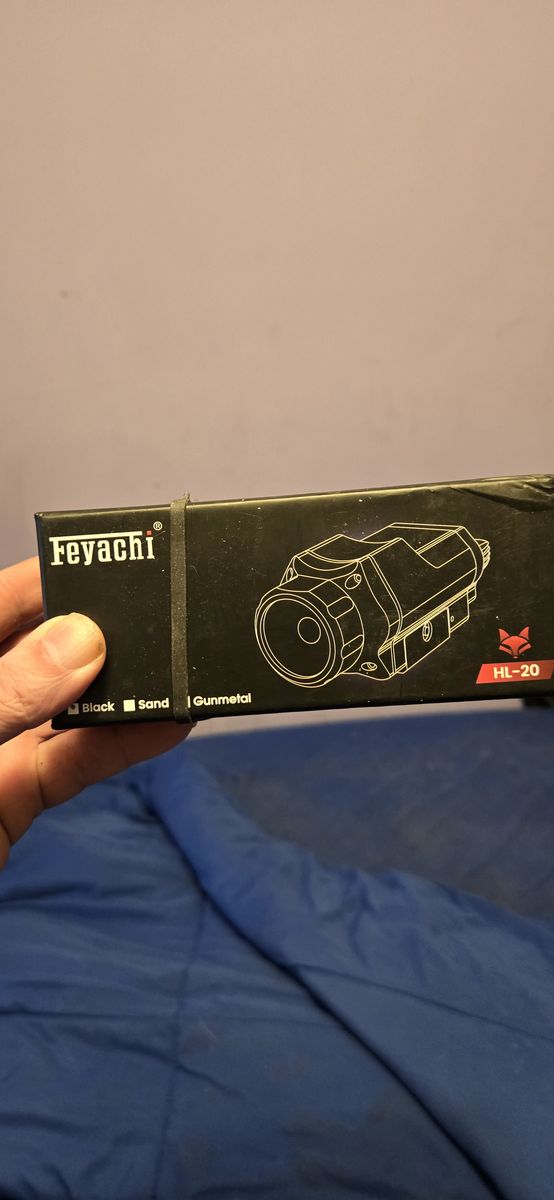 Feyachi®
HL-20
Black Sand Gunmetal